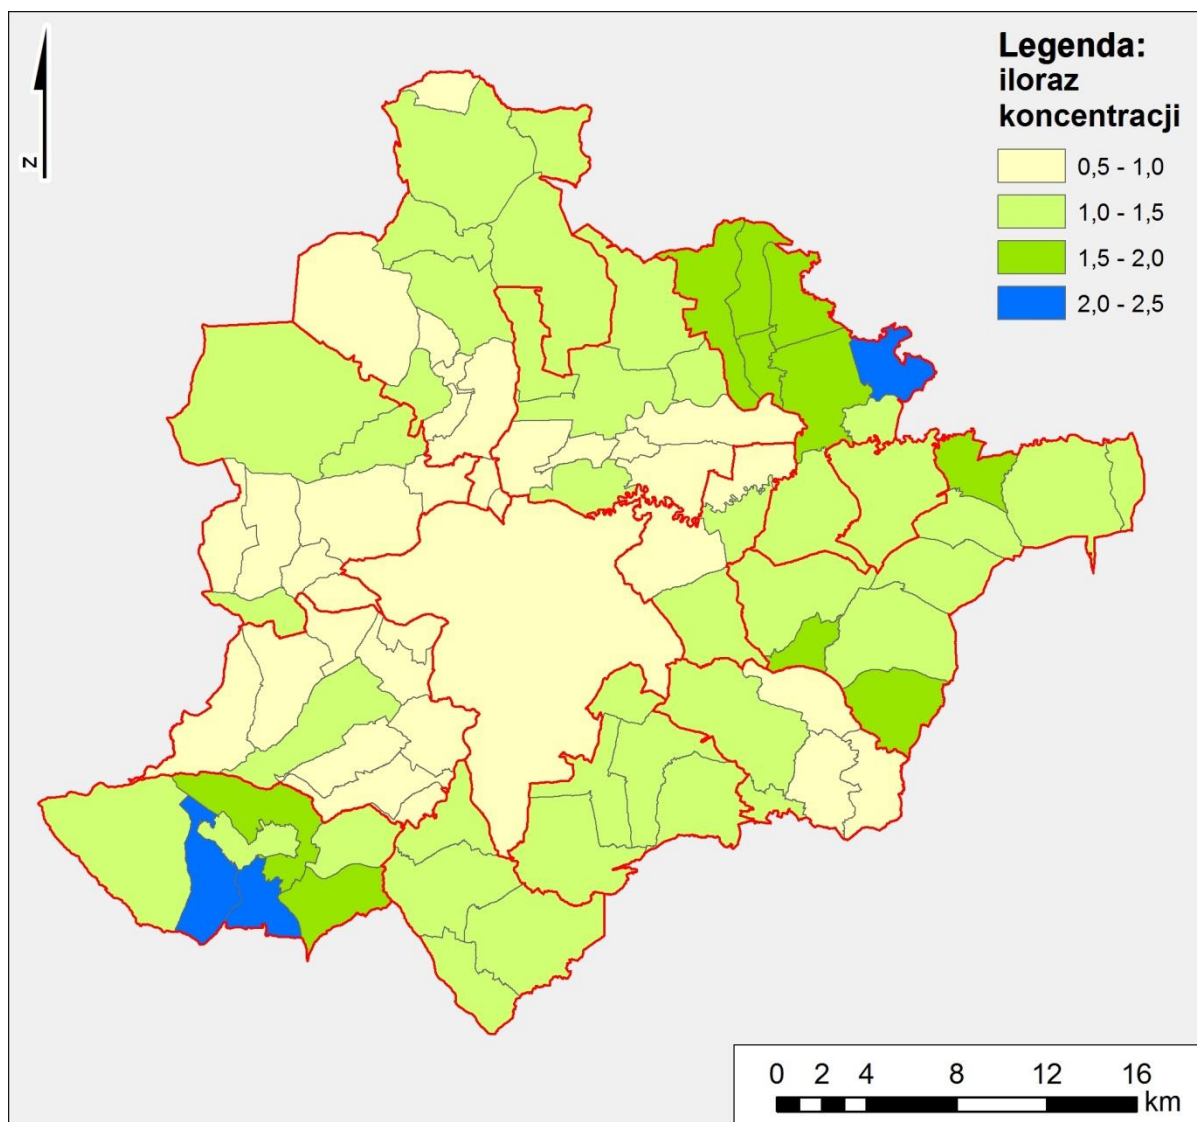 Legenda:
iloraz
koncentracji
0,5 - 1,0
1,0 - 1,5
1,5 - 2,0
2,0 - 2,5
N
0 2 4 8 12 16
km